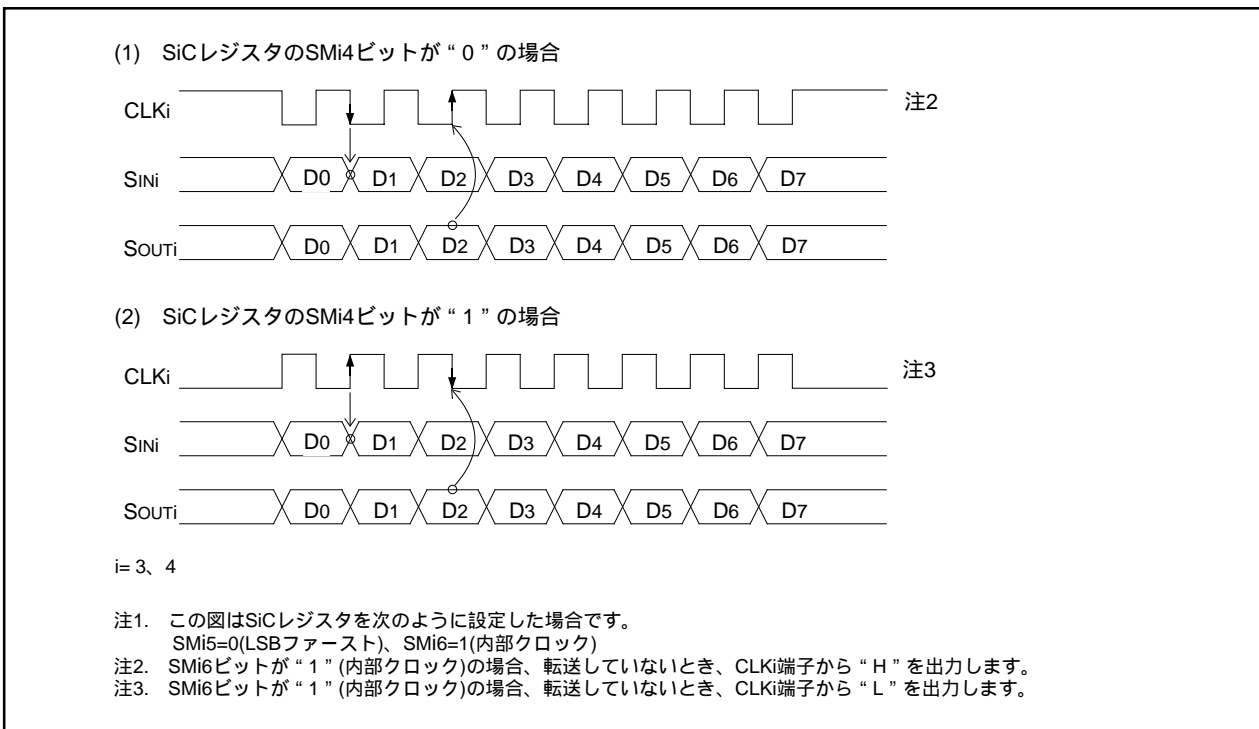 (1) SiCレジスタのSMi4ビットが“0”の場合
CLKi
注2
SINi D0 D1 D2 D3 D4 D5 D6 D7
SOUTi D0 D1 D2 D3 D4 D5 D6 D7
(2) SiCレジスタのSMi4ビットが“1”の場合
CLKi
注3
SINi D0 D1 D2 D3 D4 D5 D6 D7
SOUTi D0 D1 D2 D3 D4 D5 D6 D7
i= 3、4
注1. この図はSiCレジスタを次のように設定した場合です。
SMi5=0(LSBファースト)、SMi6=1(内部クロック)
注2. SMi6ビットが“1”(内部クロック)の場合、転送していないとき、CLKi端子から“H”を出力します。
注3. SMi6ビットが“1”(内部クロック)の場合、転送していないとき、CLKi端子から“L”を出力します。